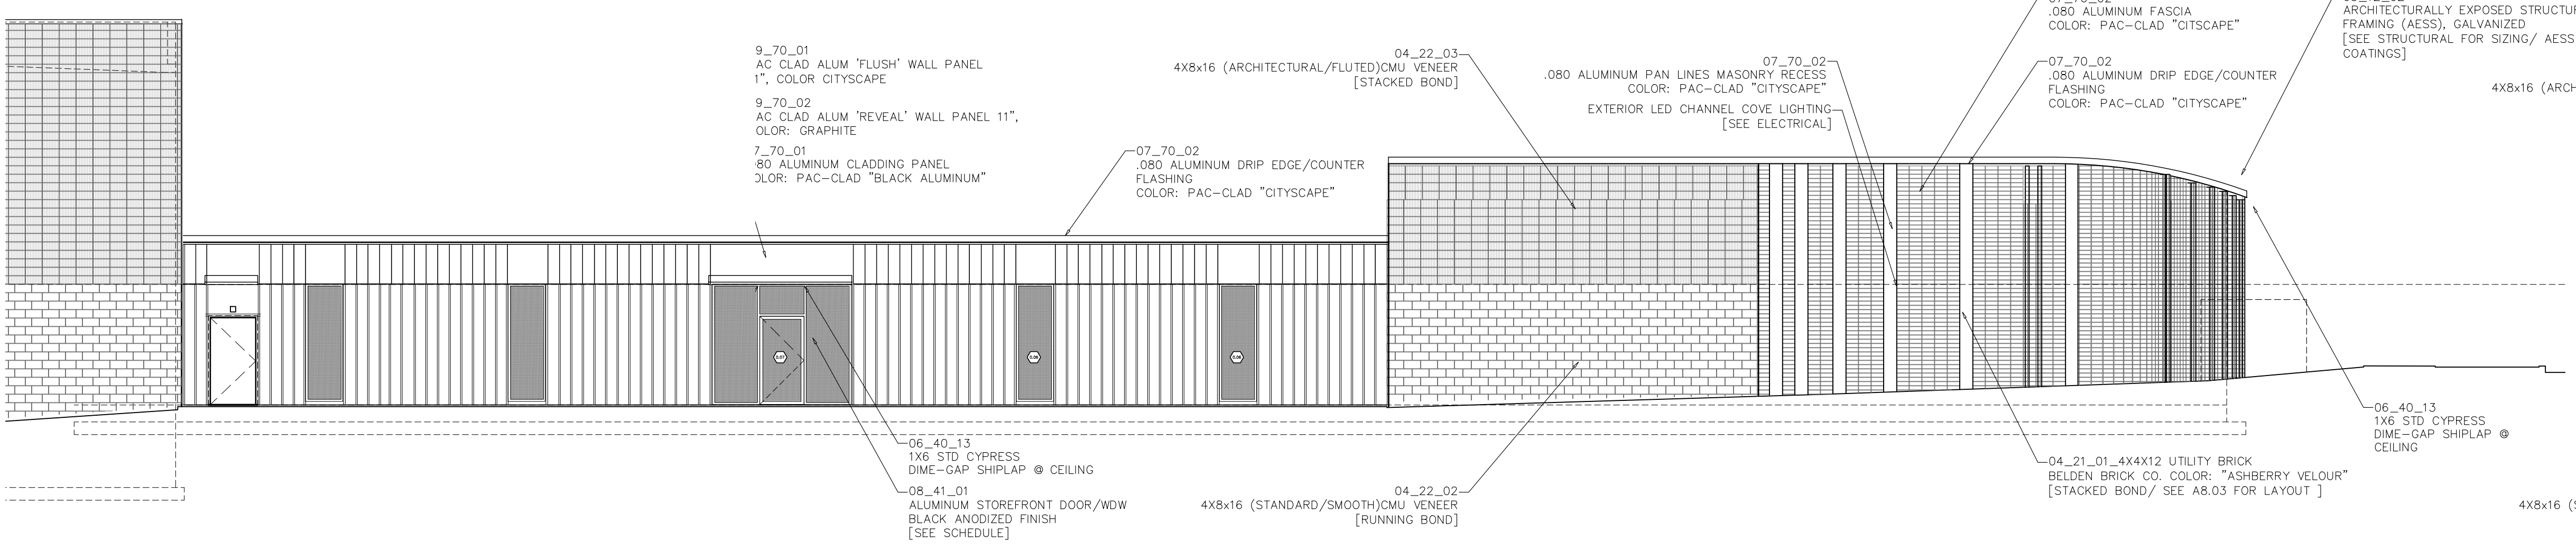 9_70_01
AC CLAD ALUM 'FLUSH' WALL PANEL
1", COLOR CITYSCAPE
9_70_02
AC CLAD ALUM 'REVEAL' WALL PANEL 11",
OLOR: GRAPHITE
7_70_01
80 ALUMINUM CLADDING PANEL
OLOR: PAC-CLAD "BLACK ALUMINUM"
07_70_02
.080 ALUMINUM DRIP EDGE/COUNTER
FLASHING
COLOR: PAC-CLAD "CITYSCAPE"
04_22_03
4X8x16 (ARCHITECTURAL/FLUTED)CMU VENEER
[STACKED BOND]
07_70_02
.080 ALUMINUM PAN LINES MASONRY RECESS
COLOR: PAC-CLAD "CITYSCAPE"
EXTERIOR LED CHANNEL COVE LIGHTING
[SEE ELECTRICAL]
.080 ALUMINUM FASCIA
COLOR: PAC-CLAD "CITSCAPE"
07_70_02
.080 ALUMINUM DRIP EDGE/COUNTER
FLASHING
COLOR: PAC-CLAD "CITYSCAPE"
ARCHITECTURALLY EXPOSED STRUCTU
FRAMING (AESS), GALVANIZED
[SEE STRUCTURAL FOR SIZING/ AESS
COATINGS]
4X8x16 (ARCH
0.07
0.06
0.06
06_40_13
1X6 STD CYPRESS
DIME-GAP SHIPLAP @ CEILING
08_41_01
ALUMINUM STOREFRONT DOOR/WDW
BLACK ANODIZED FINISH
[SEE SCHEDULE]
04_22_02
4X8x16 (STANDARD/SMOOTH)CMU VENEER
[RUNNING BOND]
04_21_01_4X4X12 UTILITY BRICK
BELDEN BRICK CO. COLOR: "ASHBERRY VELOUR"
[STACKED BOND/ SEE A8.03 FOR LAYOUT ]
06_40_13
1X6 STD CYPRESS
DIME-GAP SHIPLAP @
CEILING
4X8x16 (S